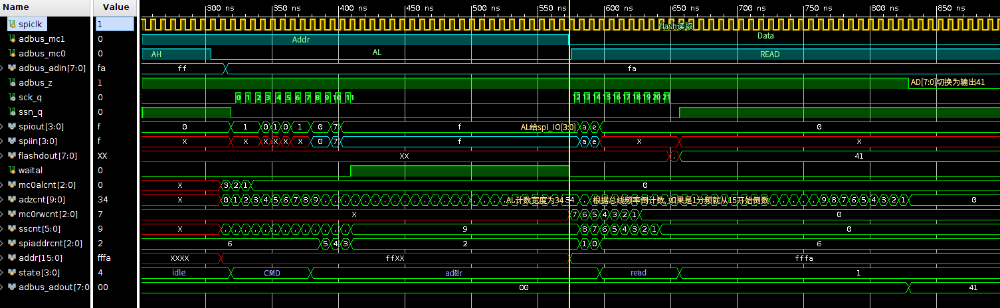 Name Value 300 ns 350 ns 400 ns 450 ns 500 ns 550 ns 600 ns 650 ns 700 ns 750 ns 800 ns 850 ns
spiclk 1 flash读取
adbus_mc1 0 Addr Data
adbus_mc0 0 AH AL READ
adbus_adin[7:0] fa ff fa
adbus_z 1 AD[7:0]切换为输出41
sck_q 0 0 1 2 3 4 5 6 7 8 9 10 11 12 13 14 15 16 17 18 19 20 21
ssn_q 0
spiout[3:0] f 0 1 0 1 0 1 0 7 f AL给spi_IO[3:0] a e 0
spiin[3:0] f X X X X X X 0 7 f a e X X
flashdout[7:0] XX XX . 41
waital 0
mc0alcnt[2:0] 0 X 3 2 1 0
adzcnt[9:0] 34 X 0 1 2 3 4 5 6 7 8 9 . . . . . . . . . . . . . . . AL计数宽度为34 34 . . 根据总线频率倒计数,如果是1分频就从15开始倒数 . . . . . 9 8 7 6 5 4 3 2 1 0
mc0rwcnt[2:0] 7 X 7 6 5 4 3 2 1 0
sscnt[5:0] 9 X . . . . . . . . . . . . . 9 8 7 6 5 4 3 2 1 0
spiaddrcnt[2:0] 2 6 5 4 3 2 1 0 6
addr[15:0] fffa XXXX ffXX fffa
state[3:0] 4 idle CMD addr read 1
adbus_adout[7:0 00 00 41